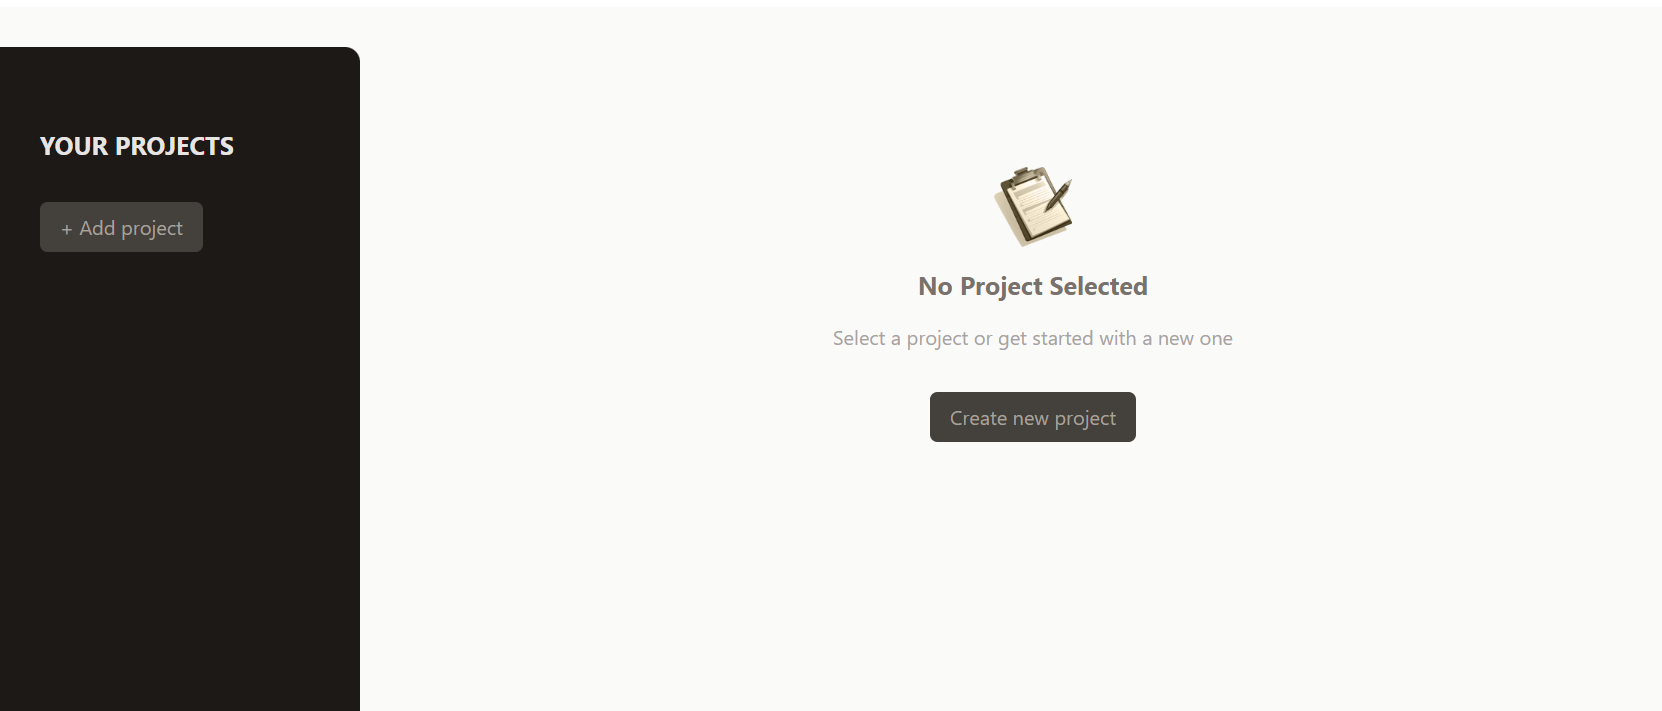 YOUR PROJECTS
+ Add project
No Project Selected
Select a project or get started with a new one
Create new project